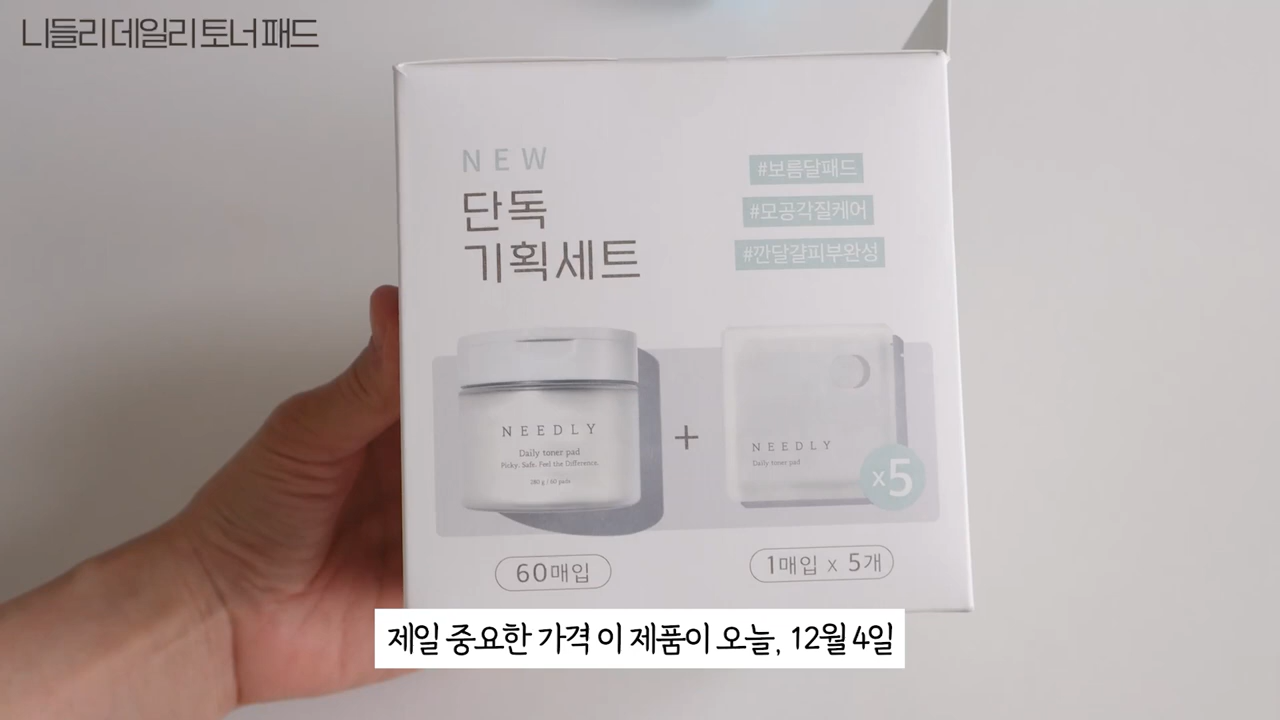 니들리 데일리 토너 패드
NEW
단독
기획세트
#보름달패드
#모공각질케어
#깐달걀피부완성
NEEDLY
Daily toner pad
Picky. Safe. Feel the Difference.
280 g / 60 pads
+
NEEDLY
Daily toner pad
x5
60매입
1매입 x 5개
제일 중요한 가격 이 제품이 오늘, 12월 4일